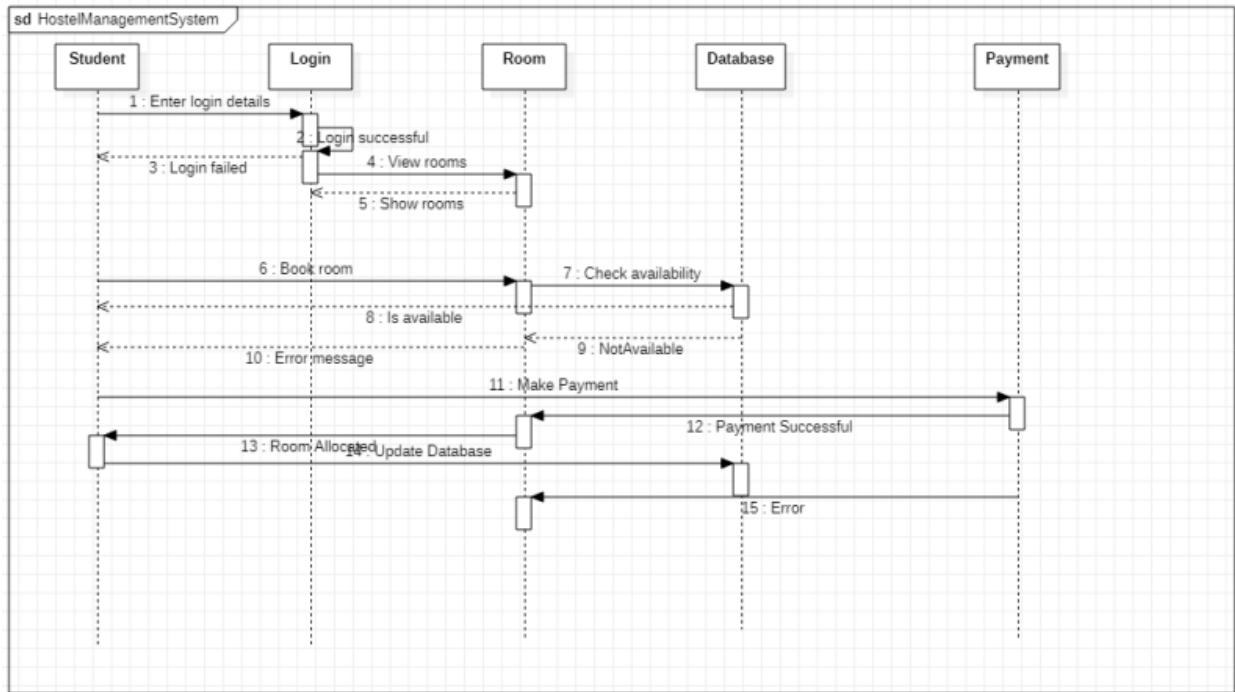 sd HostelManagementSystem
Student
Login
Room
Database
Payment
1 : Enter login details
2 : Login successful
3 : Login failed
4 : View rooms
5 : Show rooms
6 : Book room
7 : Check availability
8 : Is available
9 : NotAvailable
10 : Error message
11 : Make Payment
12 : Payment Successful
13 : Room Allocated
14 : Update Database
15 : Error